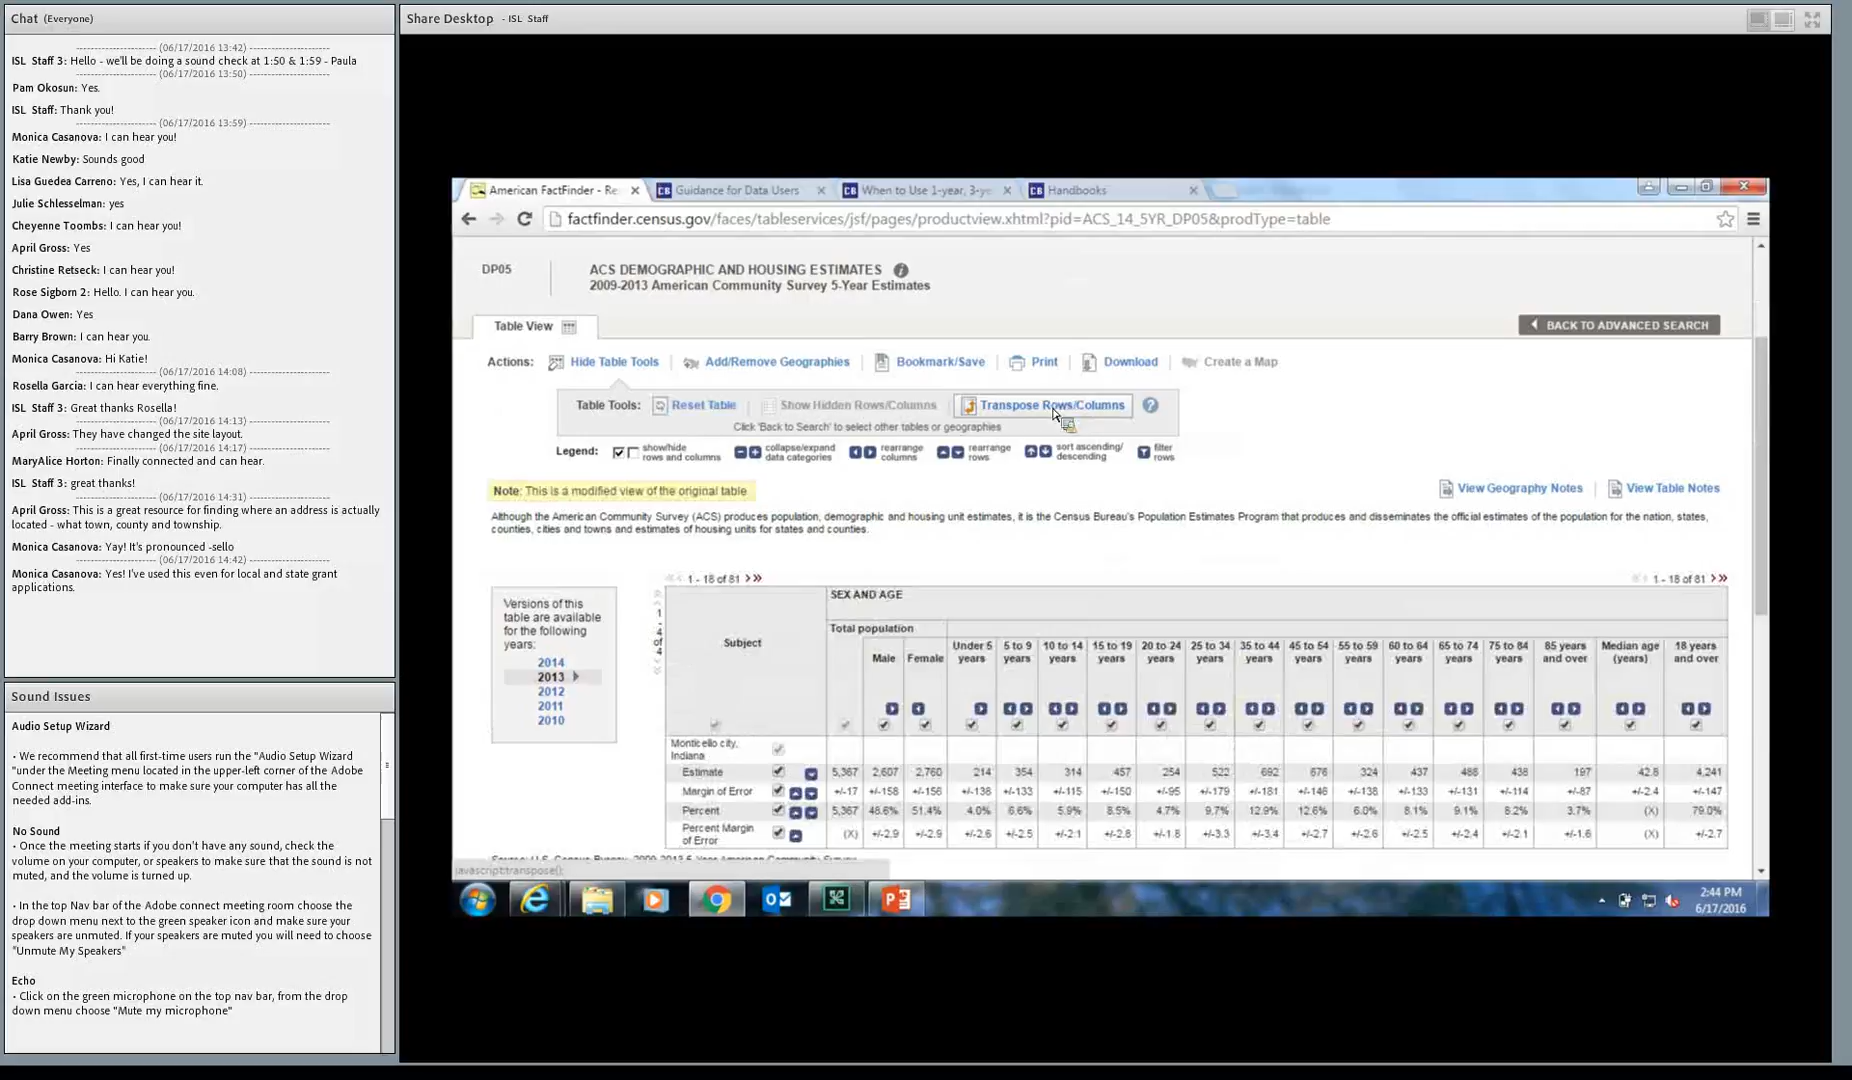 Chat (Everyone)
---------------------- (06/17/2016 13:42) ------------------
ISL Staff 3: Hello - we'll be doing a sound check at 1:50 & 1:59 - Paula
---------------------- (06/17/2016 13:50) ------------------
Pam Okosun: Yes.
ISL Staff: Thank you!
---------------------- (06/17/2016 13:59) ------------------
Monica Casanova: I can hear you!
Katie Newby: Sounds good
Lisa Guedea Carreno: Yes, I can hear it.
Julie Schlesselman: yes
Cheyenne Toombs: I can hear you!
April Gross: Yes
Christine Retseck: I can hear you!
Rose Sigborn 2: Hello. I can hear you.
Dana Owen: Yes
Barry Brown: I can hear you.
Monica Casanova: Hi Katie!
---------------------- (06/17/2016 14:08) ------------------
Rosella Garcia: I can hear everything fine.
ISL Staff 3: Great thanks Rosella!
---------------------- (06/17/2016 14:13) ------------------
April Gross: They have changed the site layout.
---------------------- (06/17/2016 14:17) ------------------
MaryAlice Horton: Finally connected and can hear.
ISL Staff 3: great thanks!
---------------------- (06/17/2016 14:31) ------------------
April Gross: This is a great resource for finding where an address is actually
located - what town, county and township.
Monica Casanova: Yay! It's pronounced -sello
---------------------- (06/17/2016 14:42) ------------------
Monica Casanova: Yes! I've used this even for local and state grant
applications.
Sound Issues
Audio Setup Wizard
• We recommend that all first-time users run the "Audio Setup Wizard
"under the Meeting menu located in the upper-left corner of the Adobe
Connect meeting interface to make sure your computer has all the
needed add-ins.
No Sound
• Once the meeting starts if you don't have any sound, check the
volume on your computer, or speakers to make sure that the sound is not
muted, and the volume is turned up.
• In the top Nav bar of the Adobe connect meeting room choose the
drop down menu next to the green speaker icon and make sure your
speakers are unmuted. If your speakers are muted you will need to choose
"Unmute My Speakers"
Echo
• Click on the green microphone on the top nav bar, from the drop
down menu choose "Mute my microphone"
Share Desktop - ISL Staff
American FactFinder - Re CB Guidance for Data Users CB When to Use 1-year, 3-ye CB Handbooks
factfinder.census.gov/faces/tableservices/jsf/pages/productview.xhtml?pid=ACS_14_5YR_DP05&prodType=table
DP05 ACS DEMOGRAPHIC AND HOUSING ESTIMATES
2009-2013 American Community Survey 5-Year Estimates
Table View BACK TO ADVANCED SEARCH
Actions: Hide Table Tools Add/Remove Geographies Bookmark/Save Print Download Create a Map
Table Tools: Reset Table Show Hidden Rows/Columns Transpose Rows/Columns ?
Click 'Back to Search' to select other tables or geographies
Legend: show/hide rows and columns collapse/expand data categories rearrange columns rearrange rows sort ascending/ descending filter rows
Note: This is a modified view of the original table View Geography Notes View Table Notes
Although the American Community Survey (ACS) produces population, demographic and housing unit estimates, it is the Census Bureau's Population Estimates Program that produces and disseminates the official estimates of the population for the nation, states,
counties, cities and towns and estimates of housing units for states and counties.
1 - 18 of 81 1 - 18 of 81
Versions of this
table are available
for the following
years:
2014
2013
2012
2011
2010
1
-
4
of
4
SEX AND AGE
Subject Total population
Male Female Under 5 years 5 to 9 years 10 to 14 years 15 to 19 years 20 to 24 years 25 to 34 years 35 to 44 years 45 to 54 years 55 to 59 years 60 to 64 years 65 to 74 years 75 to 84 years 85 years and over Median age (years) 18 years and over
Monticello city,
Indiana
Estimate 5,367 2,607 2,760 214 354 314 457 254 522 692 676 324 437 488 438 197 42.8 4,241
Margin of Error +/-17 +/-158 +/-156 +/-138 +/-133 +/-115 +/-150 +/-95 +/-179 +/-181 +/-146 +/-138 +/-133 +/-131 +/-114 +/-87 +/-2.4 +/-147
Percent 5,367 48.6% 51.4% 4.0% 6.6% 5.9% 8.5% 4.7% 9.7% 12.9% 12.6% 6.0% 8.1% 9.1% 8.2% 3.7% (X) 79.0%
Percent Margin
of Error (X) +/-2.9 +/-2.9 +/-2.6 +/-2.5 +/-2.1 +/-2.8 +/-1.8 +/-3.3 +/-3.4 +/-2.7 +/-2.6 +/-2.5 +/-2.4 +/-2.1 +/-1.6 (X) +/-2.7
Source: U.S. Census Bureau, 2009-2013 5-Year American Community Survey
javascript:transpose();
2:44 PM
6/17/2016